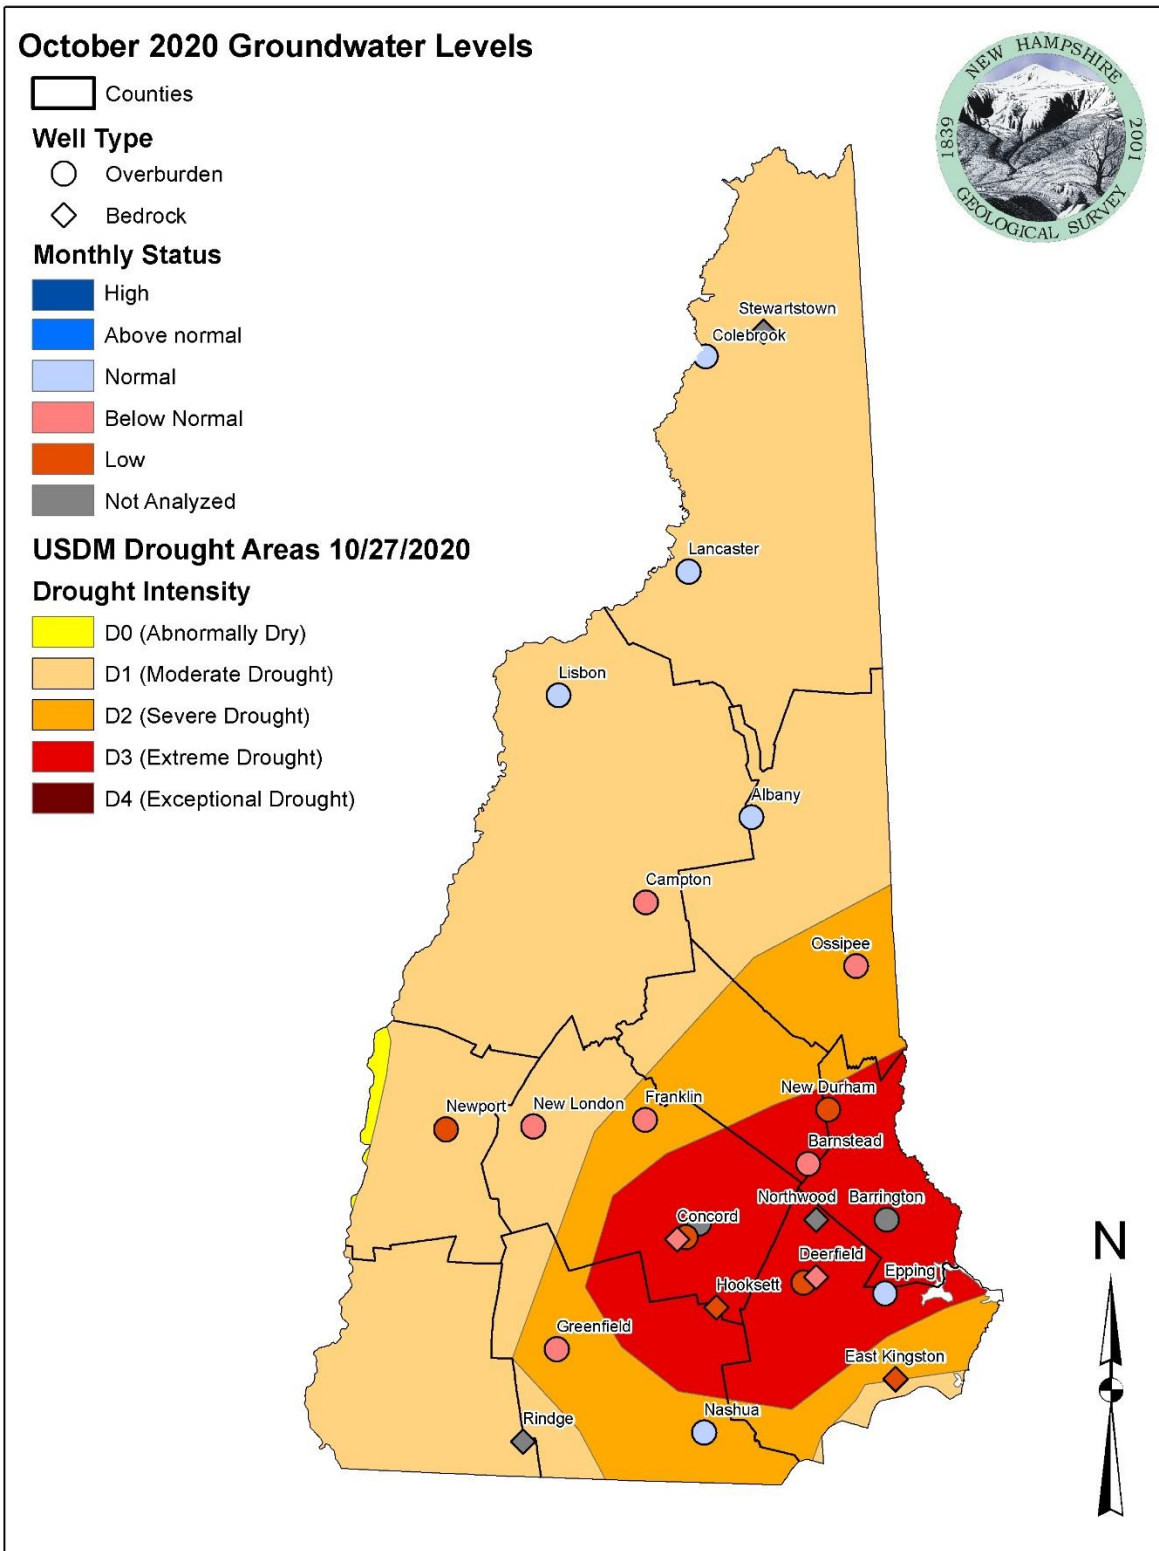 October 2020 Groundwater Levels
Counties
Well Type
Overburden
Bedrock
Monthly Status
High
Above normal
Normal
Below Normal
Low
Not Analyzed
USDM Drought Areas 10/27/2020
Drought Intensity
D0 (Abnormally Dry)
D1 (Moderate Drought)
D2 (Severe Drought)
D3 (Extreme Drought)
D4 (Exceptional Drought)
NEW HAMPSHIRE
1839
2001
GEOLOGICAL SURVEY
Stewartstown
Colebrook
Lancaster
Lisbon
Albany
Campton
Ossipee
New Durham
Franklin
New London
Newport
Barnstead
Northwood
Barrington
Concord
Deerfield
Epping
Hooksett
Greenfield
East Kingston
Nashua
Rindge
N